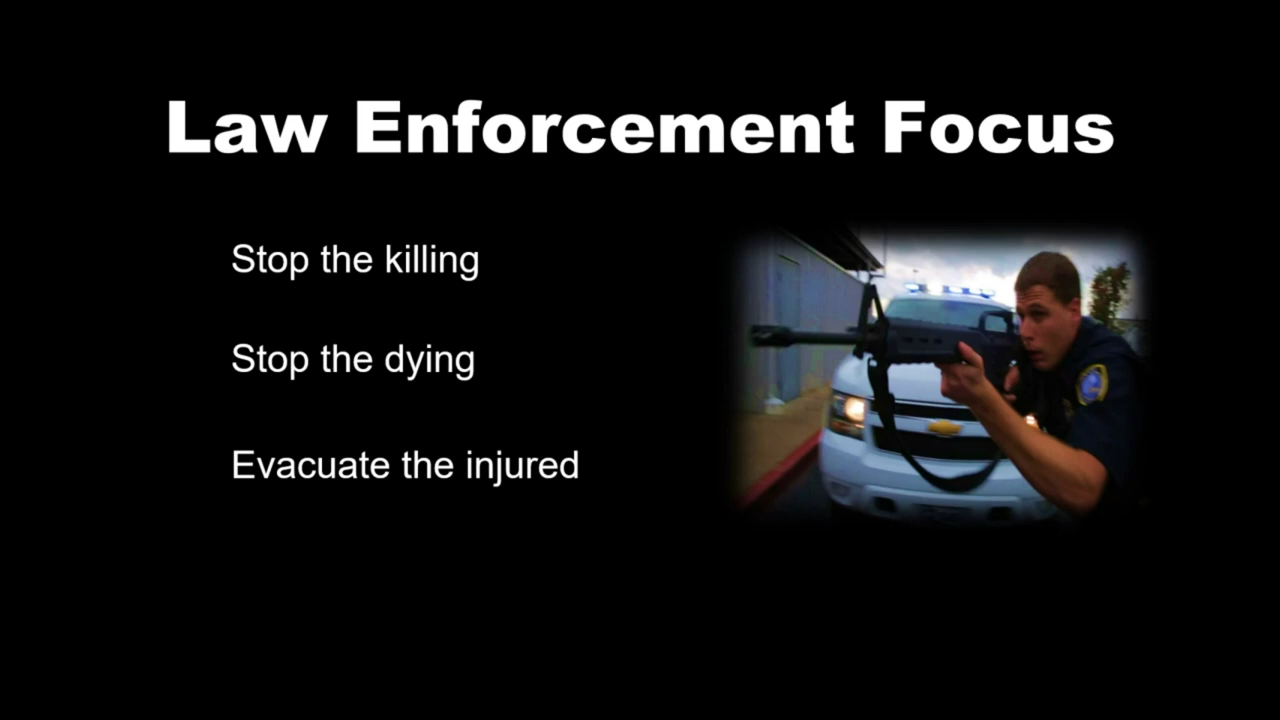 Law Enforcement Focus
Stop the killing
Stop the dying
Evacuate the injured